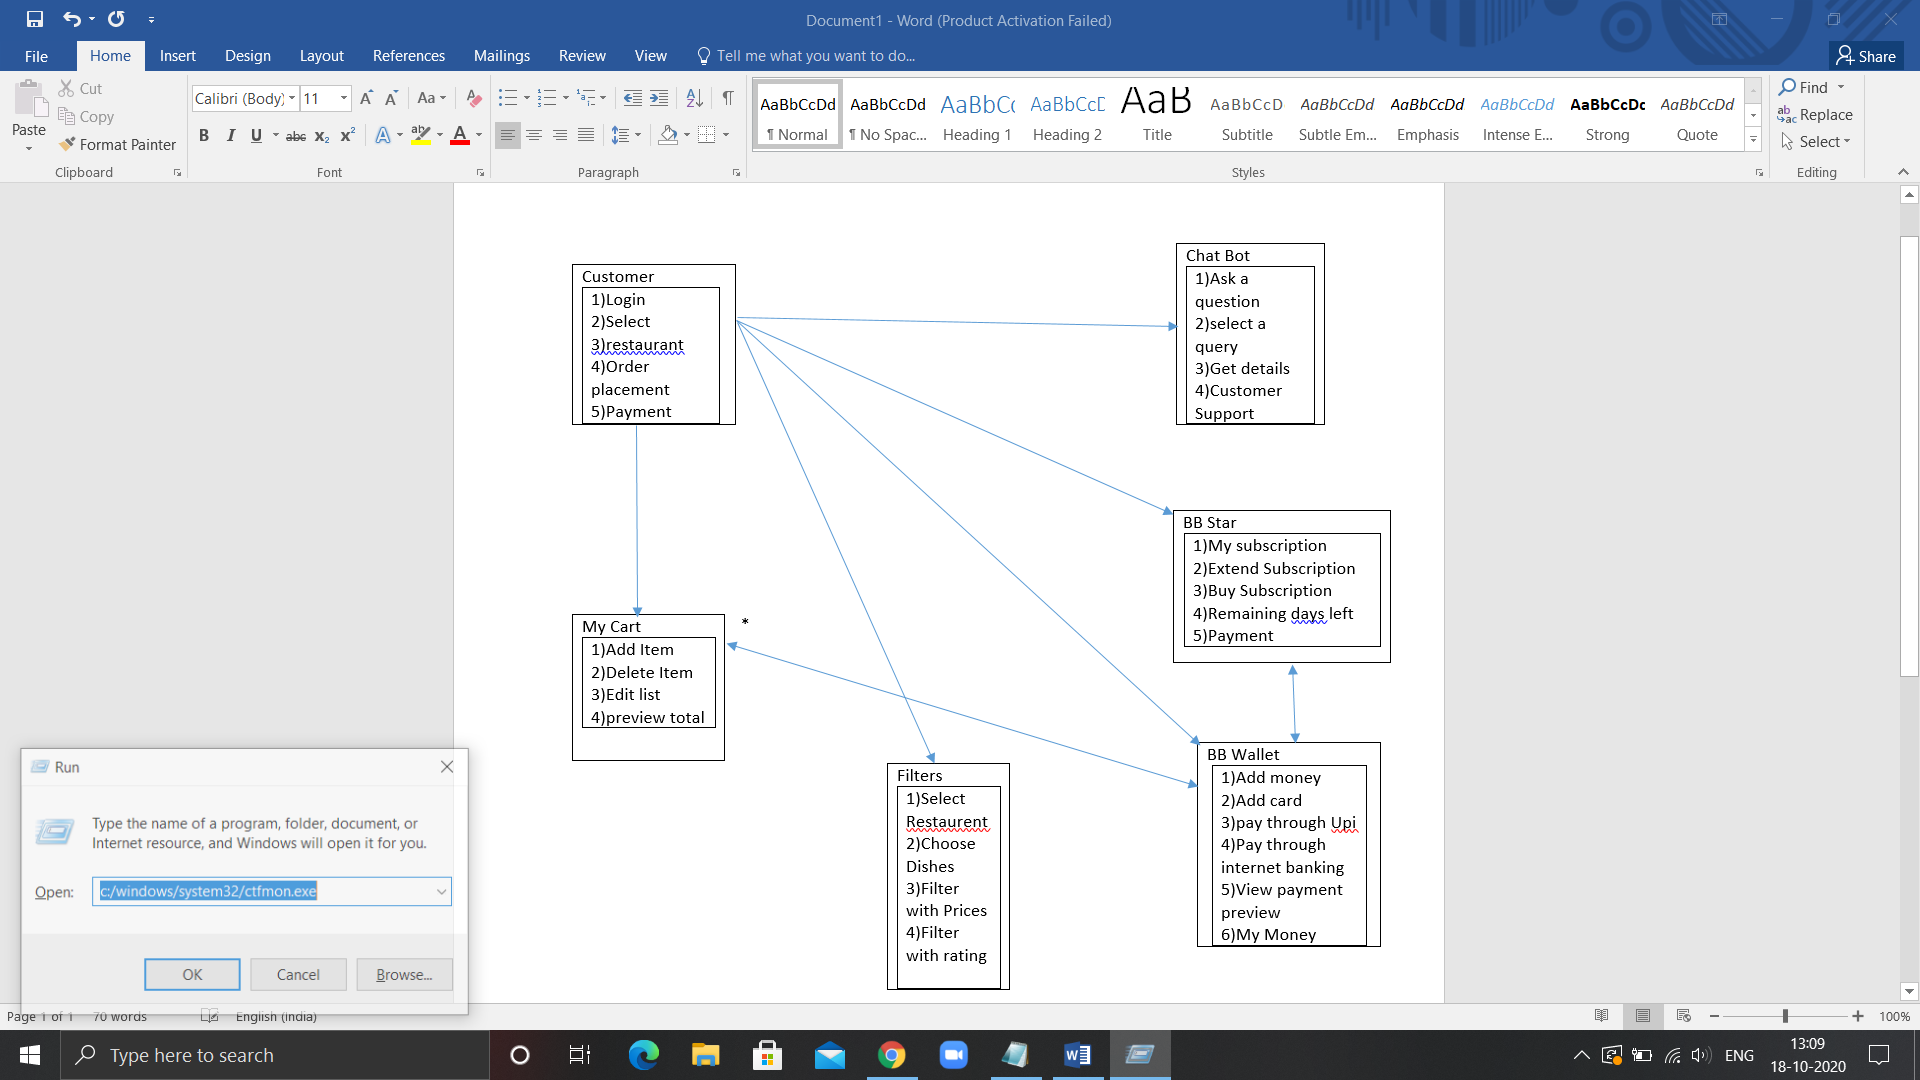 Document1 - Word (Product Activation Failed)
File
Home
Insert
Design
Layout
References
Mailings
Review
View
Tell me what you want to do...
Share
Paste
Cut
Copy
Format Painter
Clipboard
Calibri (Body)
11
Font
Paragraph
AaBbCcDd
¶ Normal
AaBbCcDd
¶ No Spac...
AaBbCc
Heading 1
AaBbCcD
Heading 2
AaB
Title
AaBbCcD
Subtitle
AaBbCcDd
Subtle Em...
AaBbCcDd
Emphasis
AaBbCcDd
Intense E...
AaBbCcDc
Strong
AaBbCcDd
Quote
Styles
Find
Replace
Select
Editing
Customer
1)Login
2)Select
3)restaurant
4)Order
placement
5)Payment
Chat Bot
1)Ask a
question
2)select a
query
3)Get details
4)Customer
Support
BB Star
1)My subscription
2)Extend Subscription
3)Buy Subscription
4)Remaining days left
5)Payment
My Cart
*
1)Add Item
2)Delete Item
3)Edit list
4)preview total
Filters
1)Select
Restaurent
2)Choose
Dishes
3)Filter
with Prices
4)Filter
with rating
BB Wallet
1)Add money
2)Add card
3)pay through Upi
4)Pay through
internet banking
5)View payment
preview
6)My Money
Run
Type the name of a program, folder, document, or
Internet resource, and Windows will open it for you.
Open:
c:/windows/system32/ctfmon.exe
OK
Cancel
Browse...
Page 1 of 1
70 words
English (India)
100%
Type here to search
ENG
13:09
18-10-2020